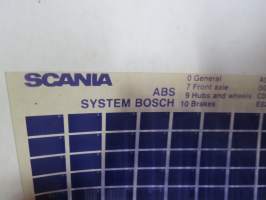 SCANIA
ABS
SYSTEM BOSCH
0 General
7 Front axle
9 Hubs and wheels
10 Brakes